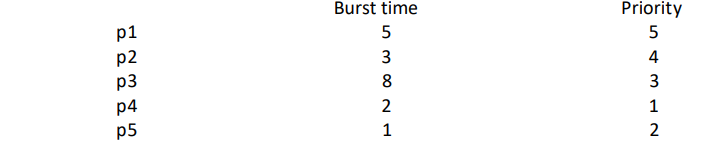 Burst time Priority
p1 5 5
p2 3 4
p3 8 3
p4 2 1
p5 1 2